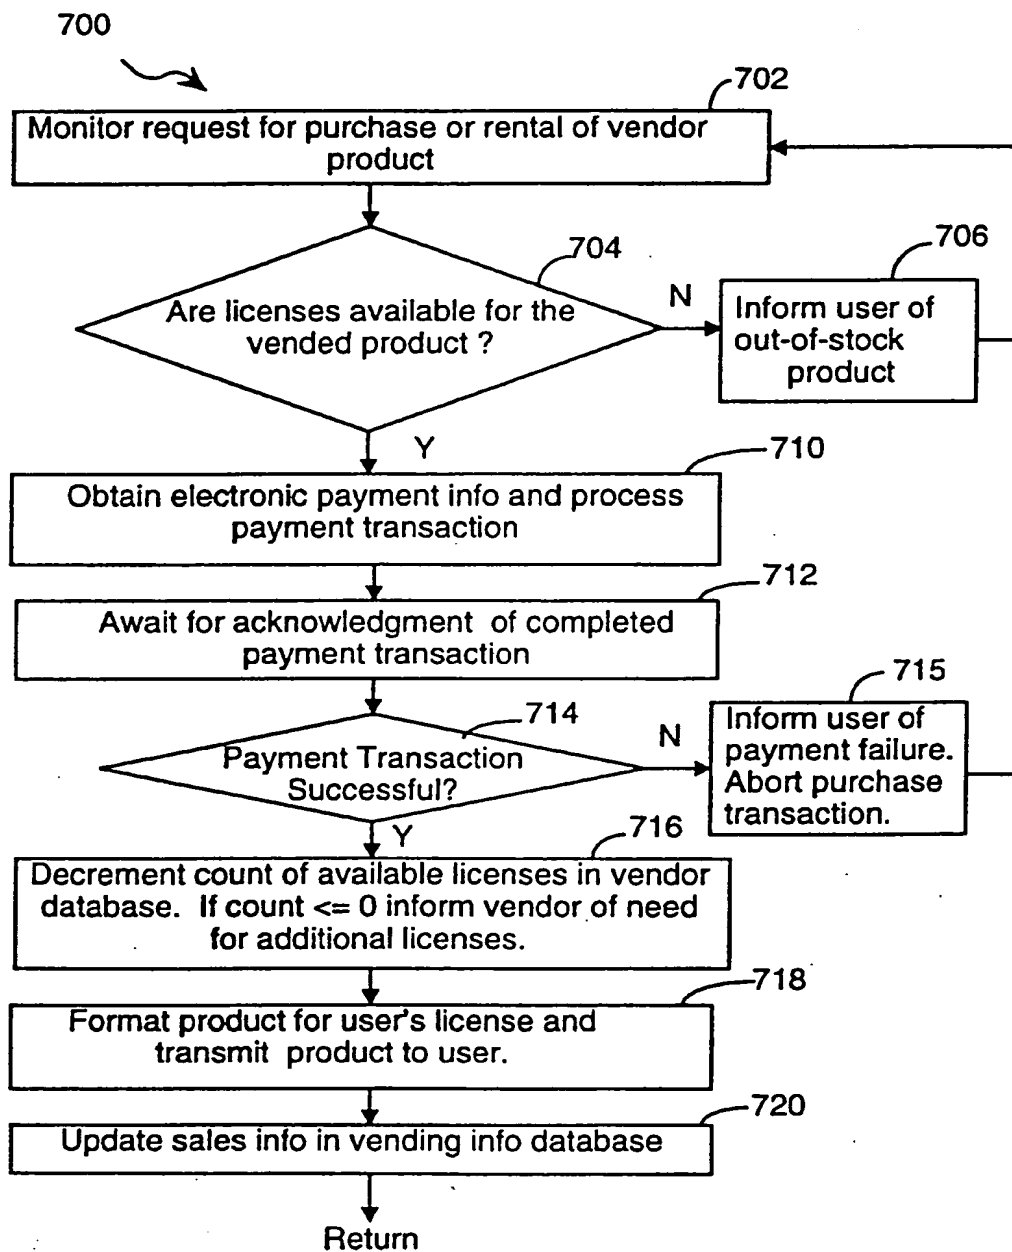 700
702
Monitor request for purchase or rental of vendor
product
704
706
Are licenses available for the
vended product ?
N
Inform user of
out-of-stock
product
Y
710
Obtain electronic payment info and process
payment transaction
712
Await for acknowledgment of completed
payment transaction
714
715
Payment Transaction
Successful?
N
Inform user of
payment failure.
Abort purchase
transaction.
Y
716
Decrement count of available licenses in vendor
database. If count <= 0 inform vendor of need
for additional licenses.
718
Format product for user's license and
transmit product to user.
720
Update sales info in vending info database
Return